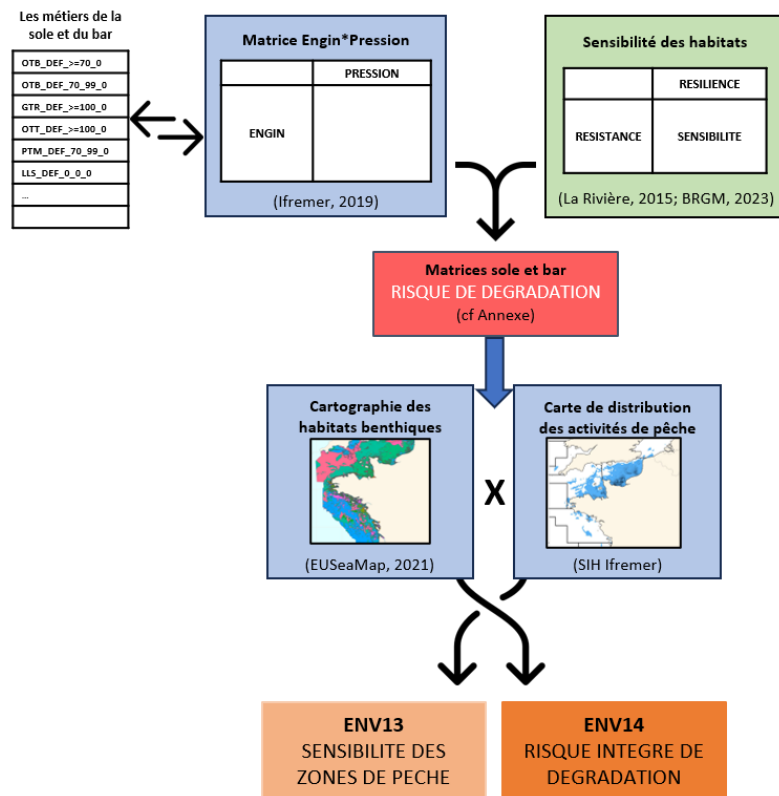 Les métiers de la
sole et du bar
OTB_DEF_>=70_0
OTB_DEF_70_99_0
GTR_DEF_>=100_0
OTT_DEF_>=100_0
PTM_DEF_70_99_0
LLS_DEF_0_0_0
...
Matrice Engin*Pression
PRESSION
ENGIN
(Ifremer, 2019)
Sensibilité des habitats
RESILIENCE
RESISTANCE
SENSIBILITE
(La Rivière, 2015; BRGM, 2023)
Matrices sole et bar
RISQUE DE DEGRADATION
(cf Annexe)
Cartographie des
habitats benthiques
(EUSeaMap, 2021)
X
Carte de distribution
des activités de pêche
(SIH Ifremer)
ENV13
SENSIBILITE DES
ZONES DE PECHE
ENV14
RISQUE INTEGRE DE
DEGRADATION